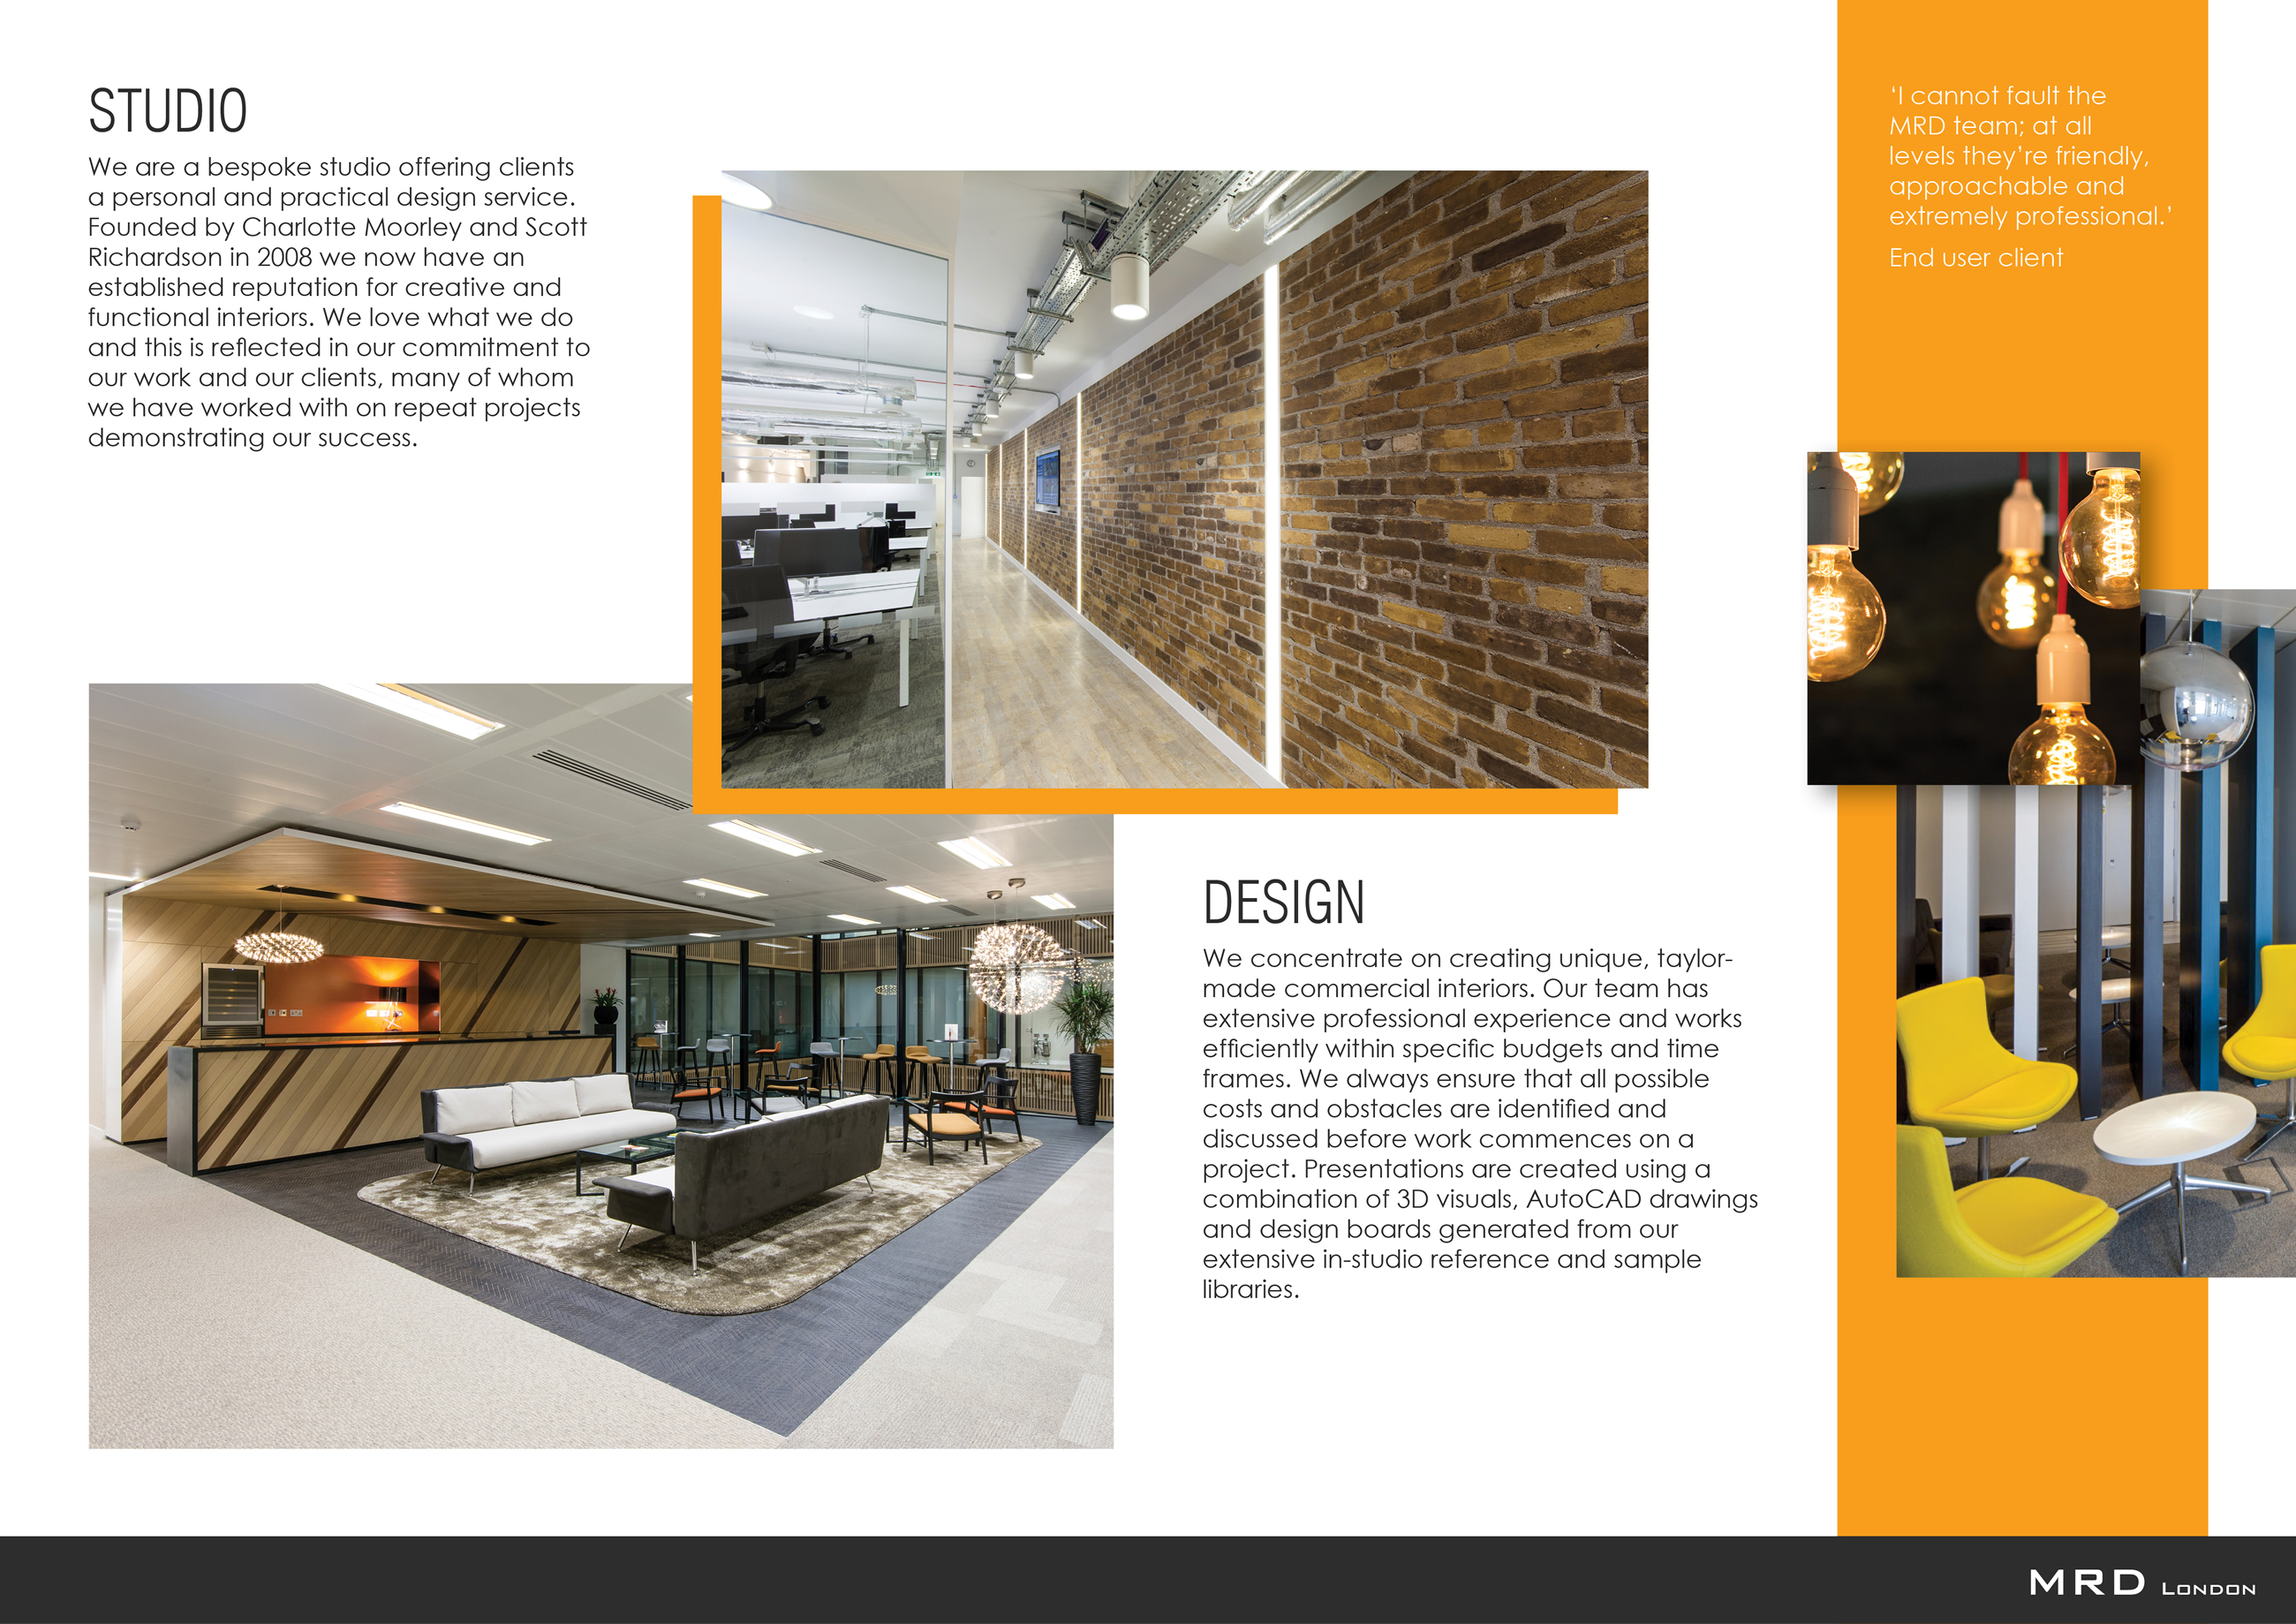 STUDIO
We are a bespoke studio offering clients
a personal and practical design service.
Founded by Charlotte Moorley and Scott
Richardson in 2008 we now have an
established reputation for creative and
functional interiors. We love what we do
and this is reflected in our commitment to
our work and our clients, many of whom
we have worked with on repeat projects
demonstrating our success.
DESIGN
We concentrate on creating unique, taylor-
made commercial interiors. Our team has
extensive professional experience and works
efficiently within specific budgets and time
frames. We always ensure that all possible
costs and obstacles are identified and
discussed before work commences on a
project. Presentations are created using a
combination of 3D visuals, AutoCAD drawings
and design boards generated from our
extensive in-studio reference and sample
libraries.
‘I cannot fault the
MRD team; at all
levels they’re friendly,
approachable and
extremely professional.’
End user client
MRD London